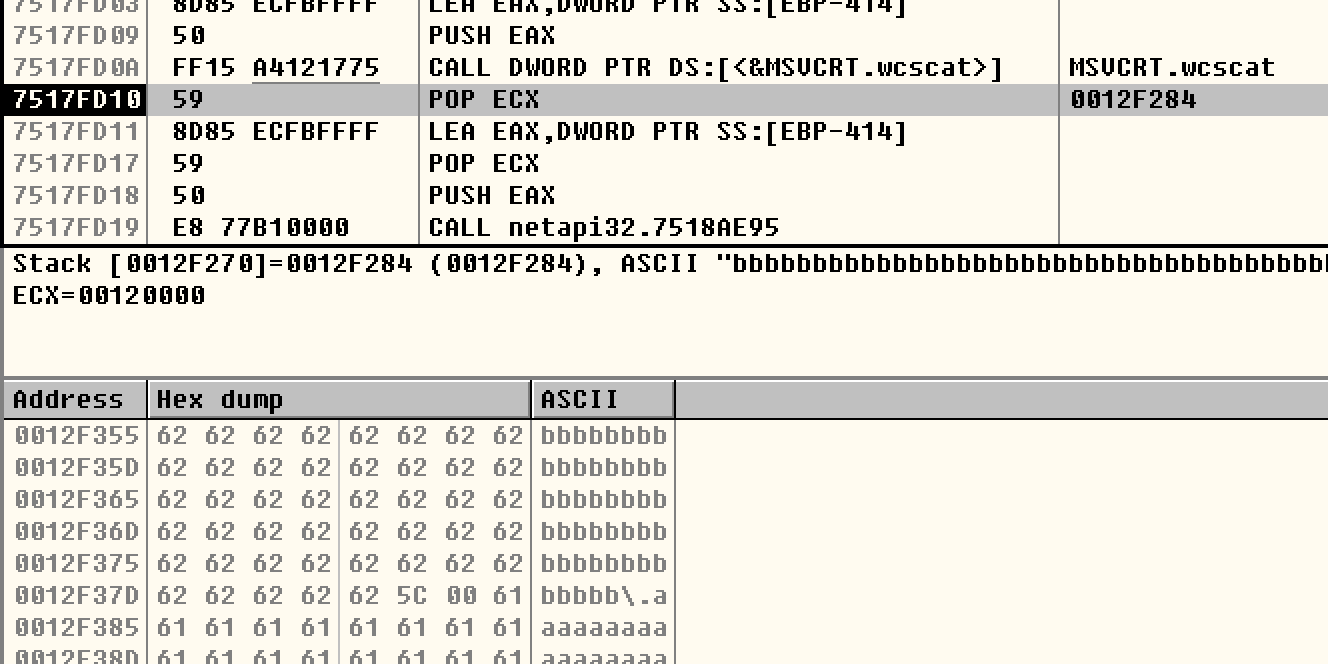 7517FD03 8D85 ECFBFFFF LEA EAX,DWORD PTR SS:[EBP-414]
7517FD09 50 PUSH EAX
7517FD0A FF15 A4121775 CALL DWORD PTR DS:[<&MSVCRT.wcscat>] MSVCRT.wcscat
7517FD10 59 POP ECX 0012F284
7517FD11 8D85 ECFBFFFF LEA EAX,DWORD PTR SS:[EBP-414]
7517FD17 59 POP ECX
7517FD18 50 PUSH EAX
7517FD19 E8 77B10000 CALL netapi32.7518AE95
Stack [0012F270]=0012F284 (0012F284), ASCII "bbbbbbbbbbbbbbbbbbbbbbbbbbbbbbbbbbbbbb
ECX=00120000
Address Hex dump ASCII
0012F355 62 62 62 62 62 62 62 62 bbbbbbbb
0012F35D 62 62 62 62 62 62 62 62 bbbbbbbb
0012F365 62 62 62 62 62 62 62 62 bbbbbbbb
0012F36D 62 62 62 62 62 62 62 62 bbbbbbbb
0012F375 62 62 62 62 62 62 62 62 bbbbbbbb
0012F37D 62 62 62 62 62 5C 00 61 bbbbb\.a
0012F385 61 61 61 61 61 61 61 61 aaaaaaaa
0012F38D 61 61 61 61 61 61 61 61 aaaaaaaa